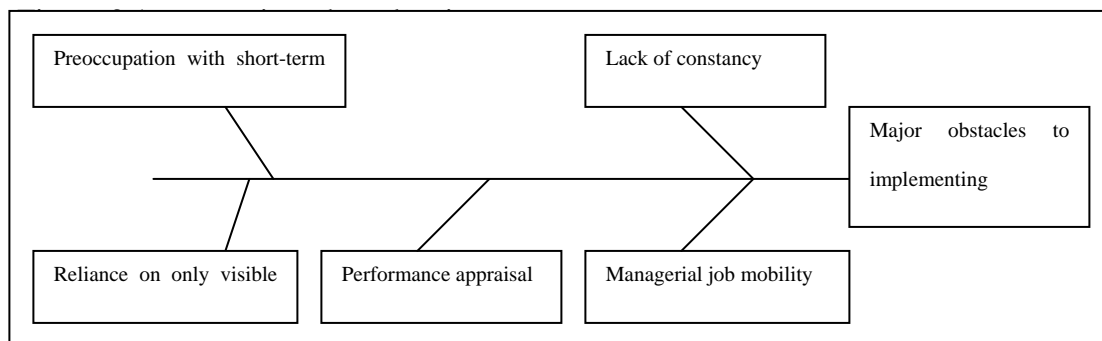 Preoccupation with short-term
Lack of constancy
Major obstacles to
implementing
Reliance on only visible
Performance appraisal
Managerial job mobility